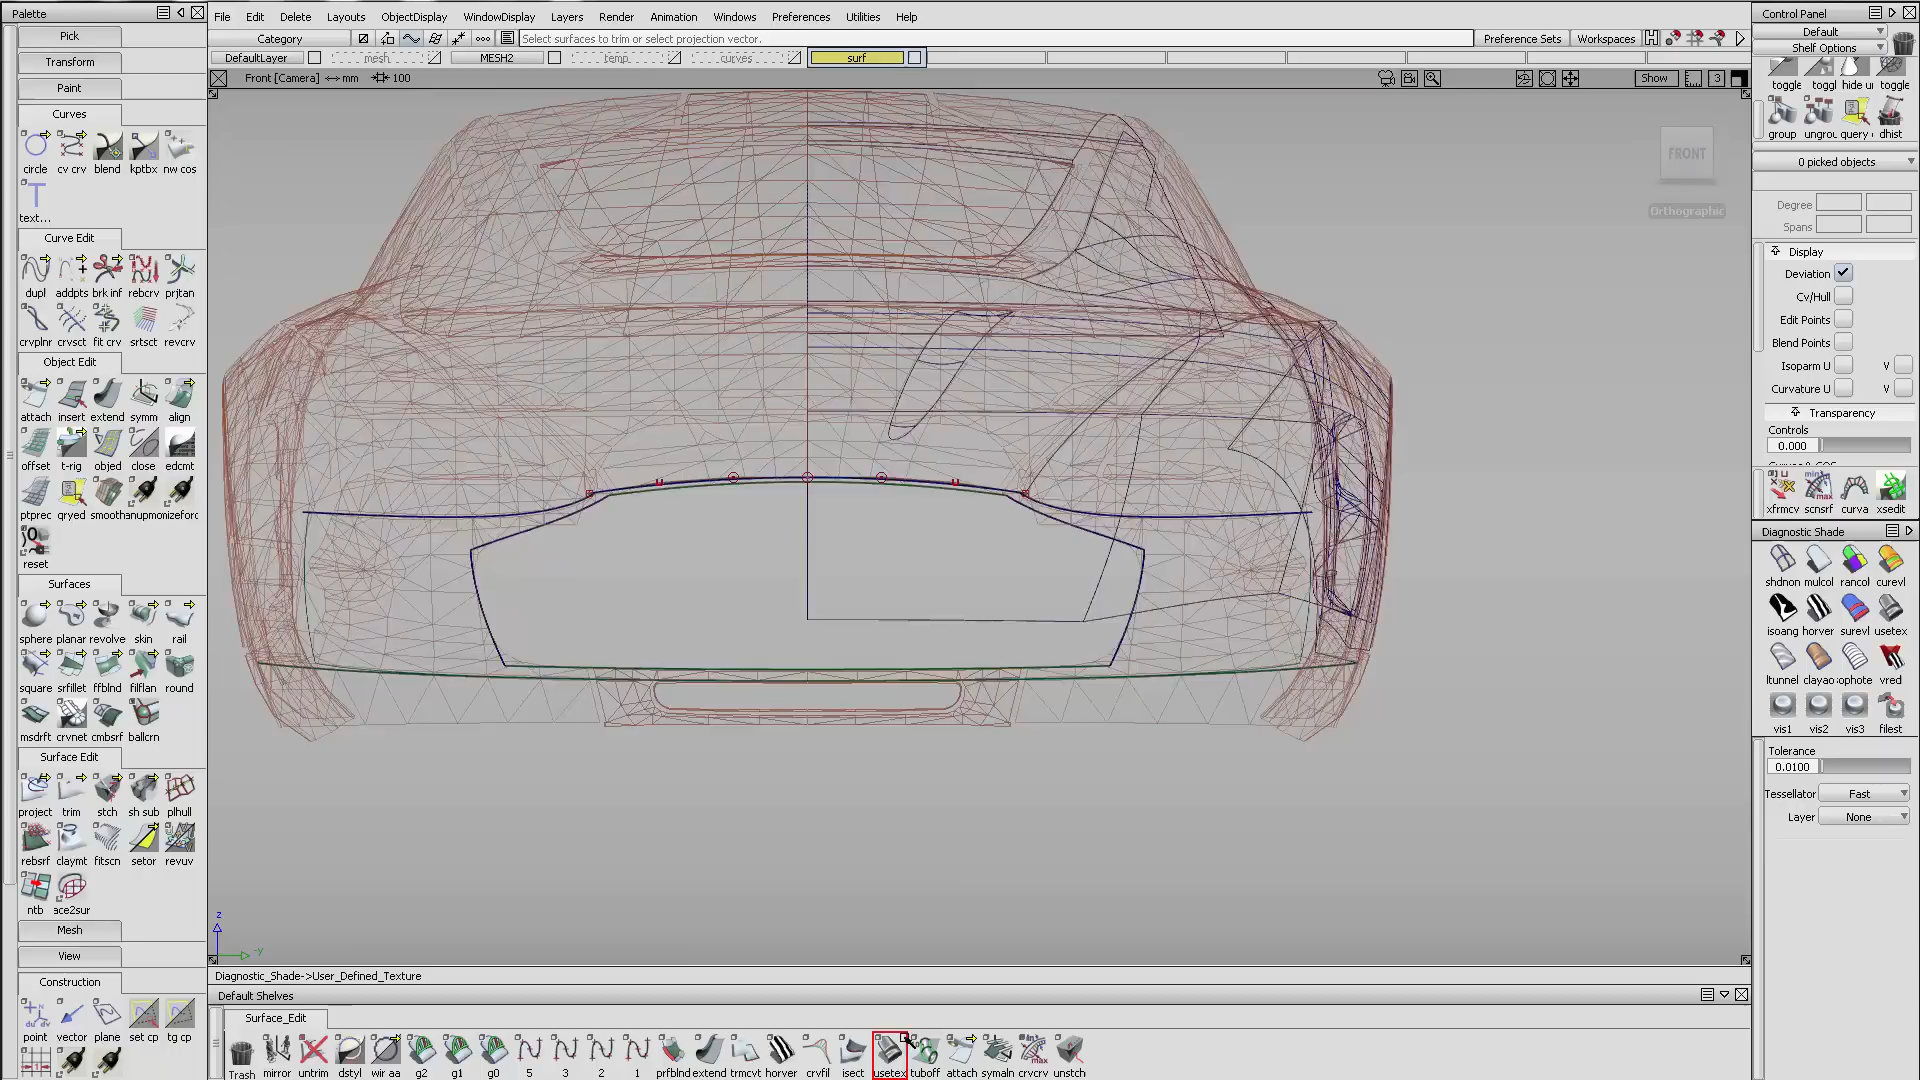 Palette
File Edit Delete Layouts ObjectDisplay WindowDisplay Layers Render Animation Windows Preferences Utilities Help
Control Panel
Category
Select surfaces to trim or select projection vector.
Preference Sets Workspaces
Default
Shelf Options
DefaultLayer mesh MESH2 temp curves surf
Front [Camera] mm 100
Show 3
Pick
Transform
Paint
Curves
circle cv crv blend kptbx nw cos
text...
Curve Edit
dupl addpts brk inf rebcrv prjtan
crvplnr crvsct fit crv srtsct revcrv
Object Edit
attach insert extend symm align
offset t-rig objed close edcmt
ptprec qryed smooth
reset
Surfaces
sphere planar revolve skin rail
square srfillet ffblnd filflan round
msdrft crvnet cmbsrf ballcrn
Surface Edit
project trim stch sh sub plhull
rebsrf claymt fitscn setor revuv
ntb ace2sur
Mesh
View
Construction
point vector plane set cp tg cp
FRONT
Orthographic
z
-y
toggle toggl hide u toggle
group ungrou query dhist
0 picked objects
Degree
Spans
Display
Deviation
Cv/Hull
Edit Points
Blend Points
Isoparm U V
Curvature U V
Transparency
Controls
0.000
xfrmcv scnsrf curva xsedit
Diagnostic Shade
shdnon mulcol rancol curevl
isoang horver surevl usetex
ltunnel clayao ophote vred
vis1 vis2 vis3 filest
Tolerance
0.0100
Tessellator Fast
Layer None
Diagnostic_Shade->User_Defined_Texture
Default Shelves
Surface_Edit
Trash mirror untrim dstyl wir aa g2 g1 g0 5 3 2 1 prfblnd extend trmcvt horver crvfil isect usetex tuboff attach symaln crvcrv unstch